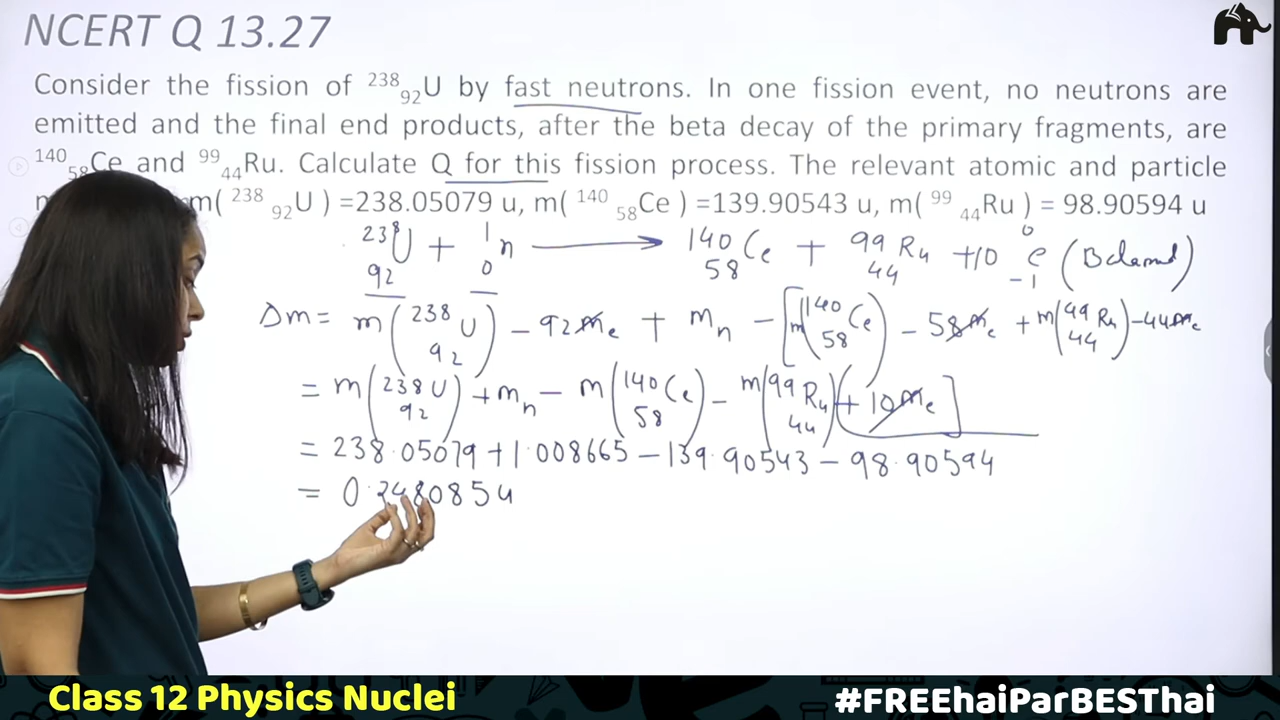 NCERT Q 13.27
Consider the fission of ²³⁸₉₂U by fast neutrons. In one fission event, no neutrons are
emitted and the final end products, after the beta decay of the primary fragments, are
¹⁴⁰₅₈Ce and ⁹⁹₄₄Ru. Calculate Q for this fission process. The relevant atomic and particle
m(²³⁸₉₂U) =238.05079 u, m(¹⁴⁰₅₈Ce) =139.90543 u, m(⁹⁹₄₄Ru) = 98.90594 u
²³⁸₉₂U + ¹₀n ⟶ ¹⁴⁰₅₈Ce + ⁹⁹₄₄Ru + 10 ⁰₋₁e
Δm = m(²³⁸₉₂U) - 92mₑ + mₙ - [m(¹⁴⁰₅₈Ce) - 58mₑ + m(⁹⁹₄₄Ru) - 44mₑ
= m(²³⁸₉₂U) + mₙ - m(¹⁴⁰₅₈Ce) - m(⁹⁹₄₄Ru) + 10mₑ]
= 238.05079 + 1.008665 - 139.90543 - 98.90594
= 0.248085u
Class 12 Physics Nuclei
#FREEhaiParBESThai